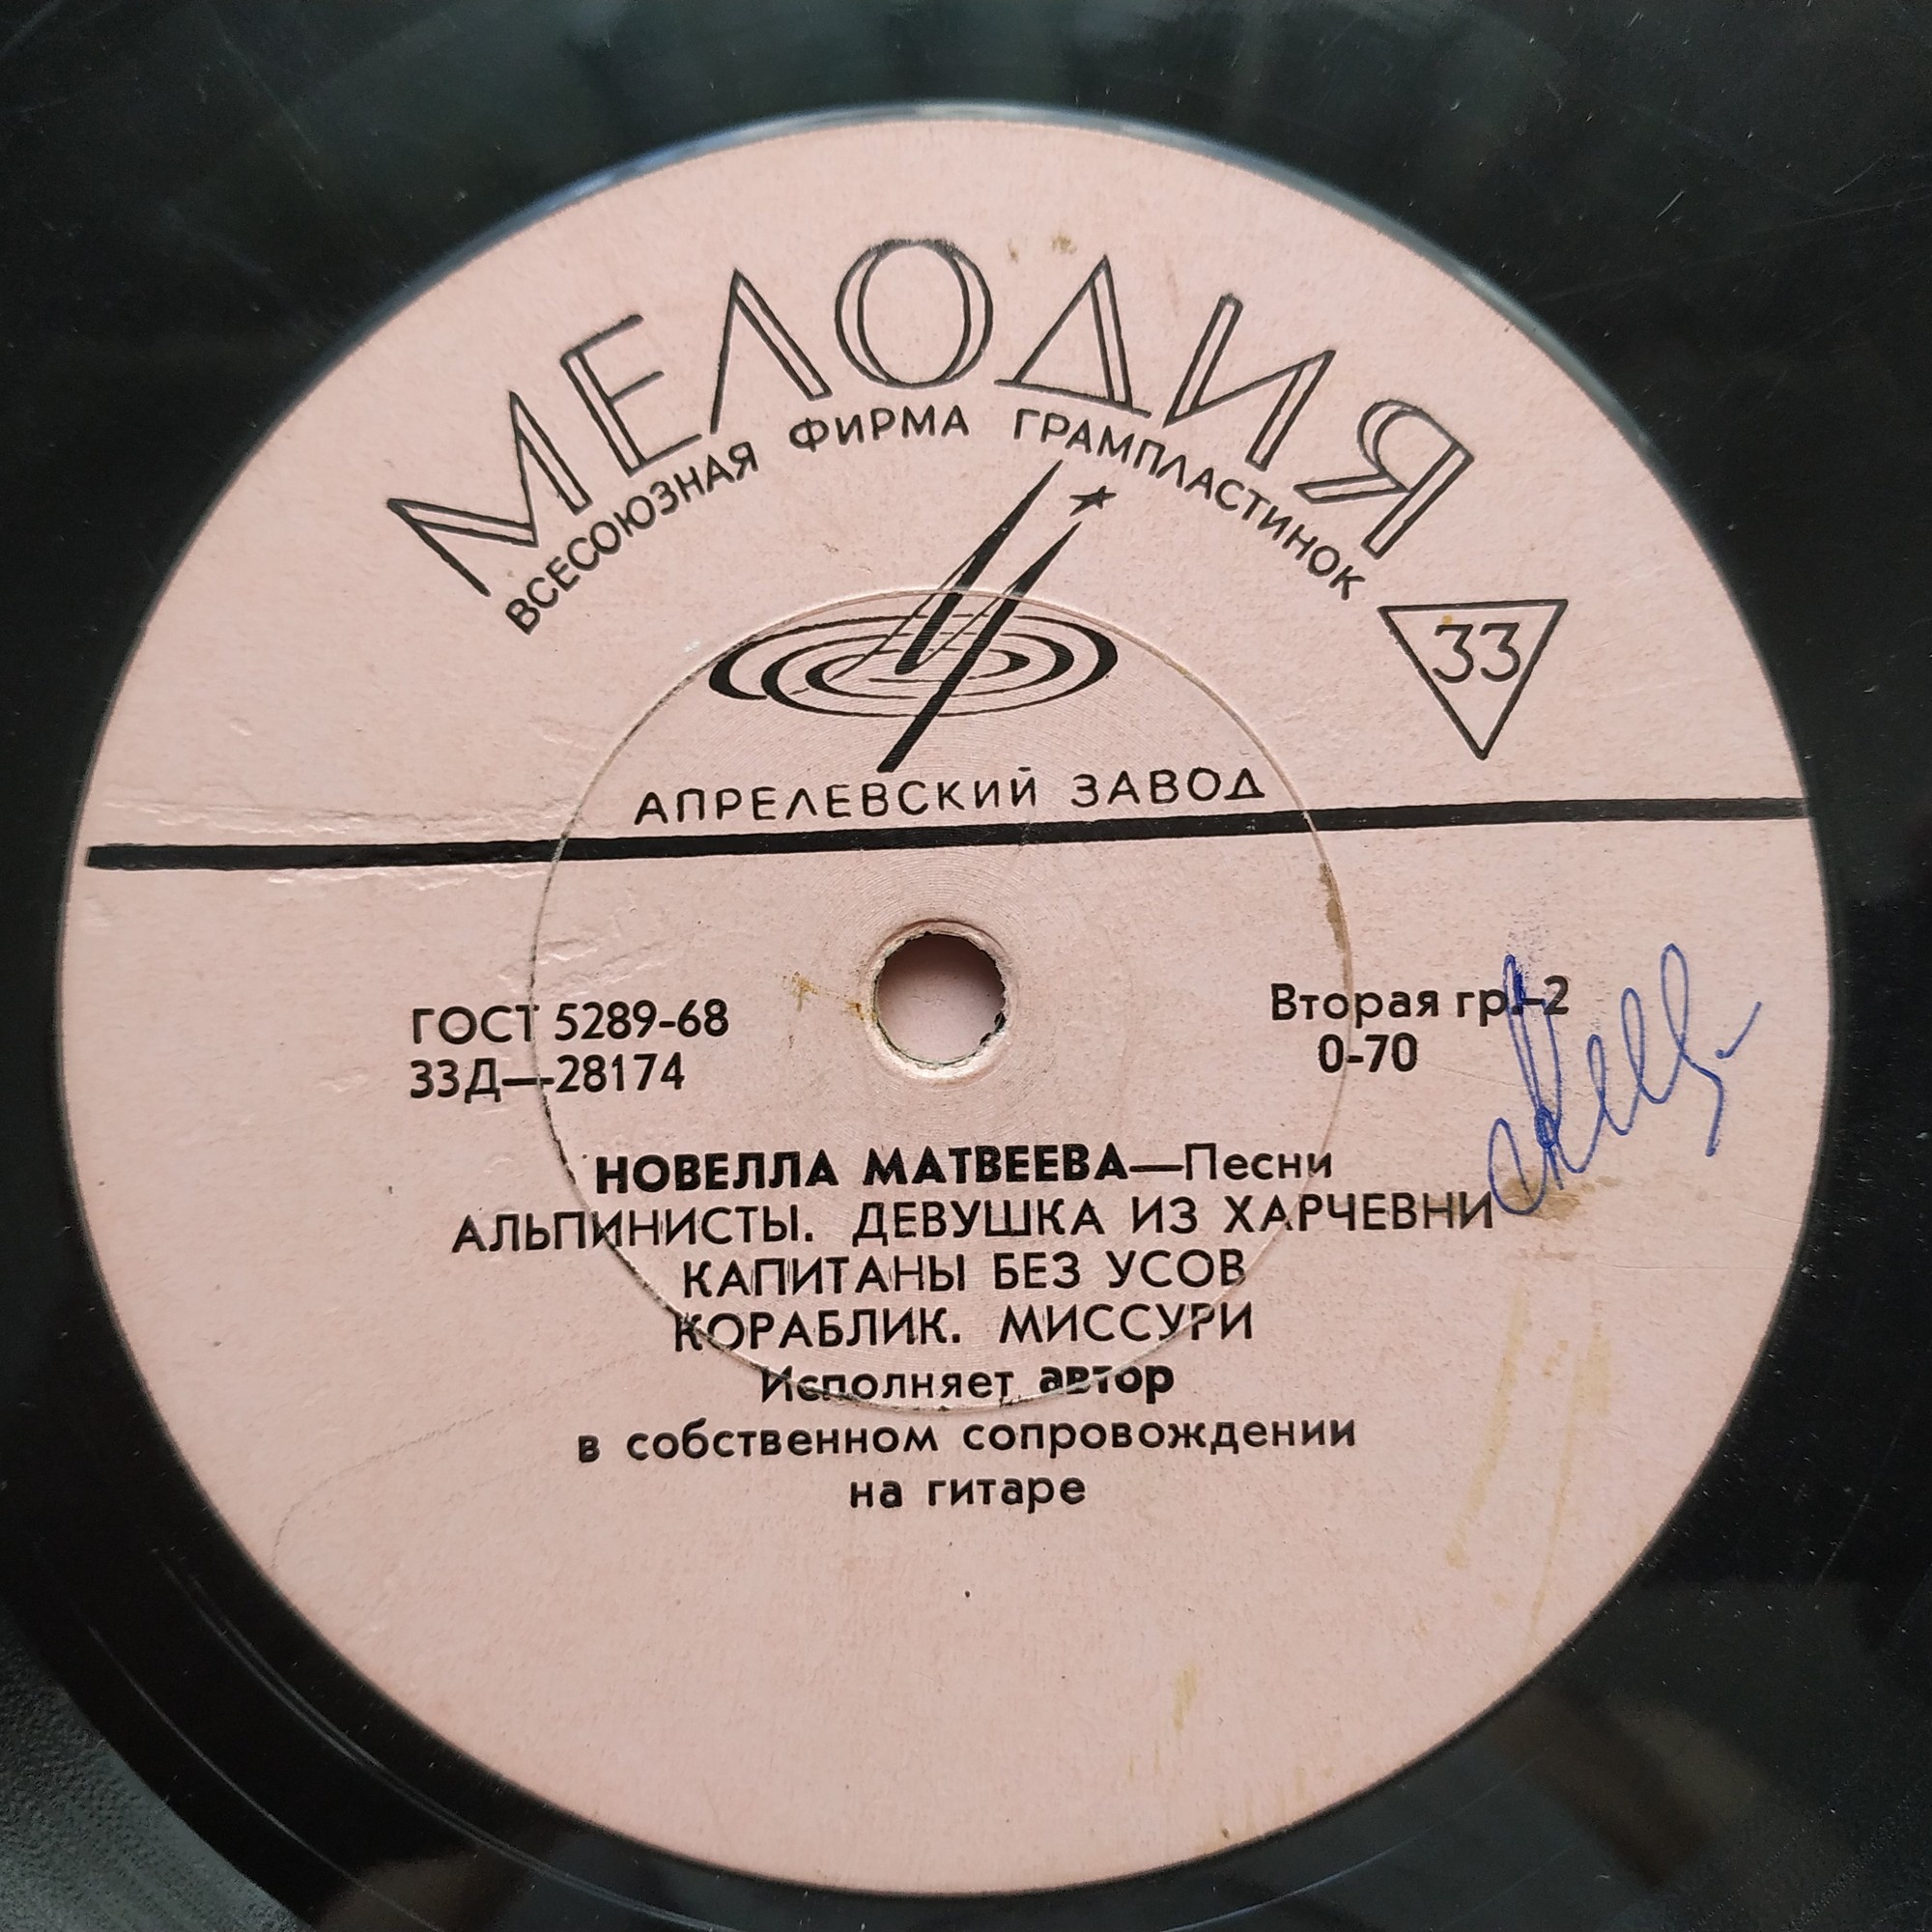 МЕЛОДИЯ
ВСЕСОЮЗНАЯ ФИРМА ГРАМПЛАСТИНОК
33
АПРЕЛЕВСКИЙ ЗАВОД
ГОСТ 5289-68
33Д—28174
Вторая гр.-2
0-70
НОВЕЛЛА МАТВЕЕВА—Песни
АЛЬПИНИСТЫ. ДЕВУШКА ИЗ ХАРЧЕВНИ
КАПИТАНЫ БЕЗ УСОВ
КОРАБЛИК. МИССУРИ
Исполняет автор
в собственном сопровождении
на гитаре